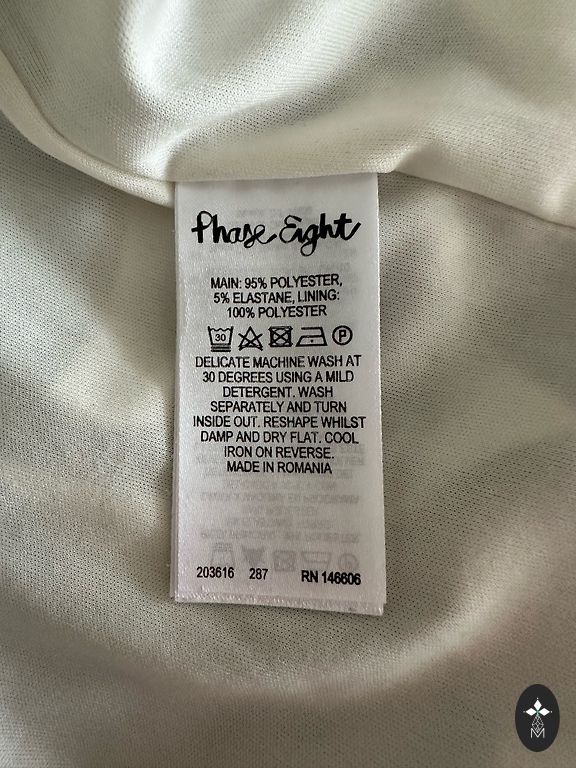 Phase Eight
MAIN: 95% POLYESTER,
5% ELASTANE, LINING:
100% POLYESTER
30 P
DELICATE MACHINE WASH AT
30 DEGREES USING A MILD
DETERGENT. WASH
SEPARATELY AND TURN
INSIDE OUT. RESHAPE WHILST
DAMP AND DRY FLAT. COOL
IRON ON REVERSE.
MADE IN ROMANIA
203616 287 RN 146606
M